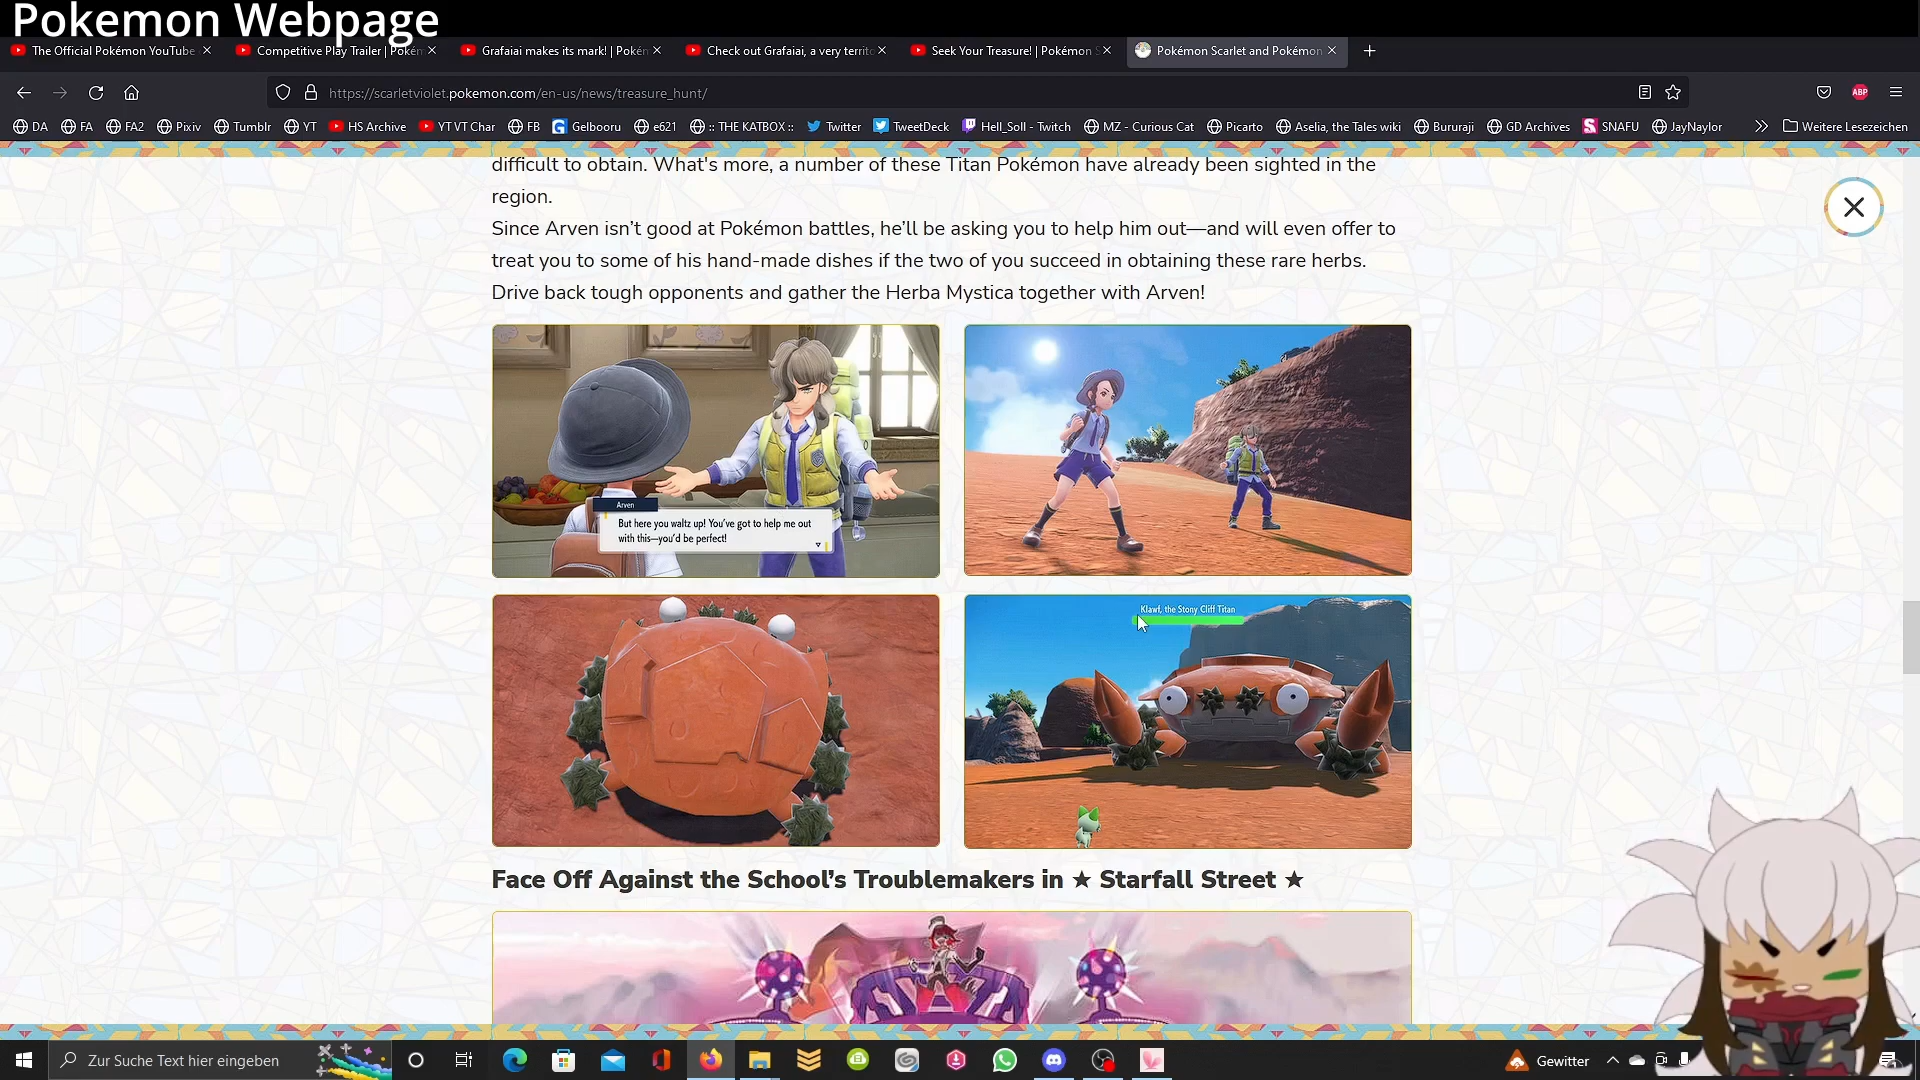 Pokemon Webpage
The Official Pokémon YouTube
Competitive Play Trailer | Pokén
Grafaiai makes its mark! | Pokén
Check out Grafaiai, a very territo
Seek Your Treasure! | Pokémon S
Pokémon Scarlet and Pokémon
https://scarletviolet.pokemon.com/en-us/news/treasure_hunt/
ABP
DA FA FA2 Pixiv Tumblr YT HS Archive YT VT Char FB Gelbooru e621 :: THE KATBOX :: Twitter TweetDeck Hell_Soll - Twitch MZ - Curious Cat Picarto Aselia, the Tales wiki Bururaji GD Archives SNAFU JayNaylor Weitere Lesezeichen
difficult to obtain. What's more, a number of these Titan Pokémon have already been sighted in the
region.
Since Arven isn’t good at Pokémon battles, he’ll be asking you to help him out—and will even offer to
treat you to some of his hand-made dishes if the two of you succeed in obtaining these rare herbs.
Drive back tough opponents and gather the Herba Mystica together with Arven!
Arven
But here you waltz up! You've got to help me out
with this—you'd be perfect!
Klawf, the Stony Cliff Titan
Face Off Against the School’s Troublemakers in ★ Starfall Street ★
Zur Suche Text hier eingeben
Gewitter